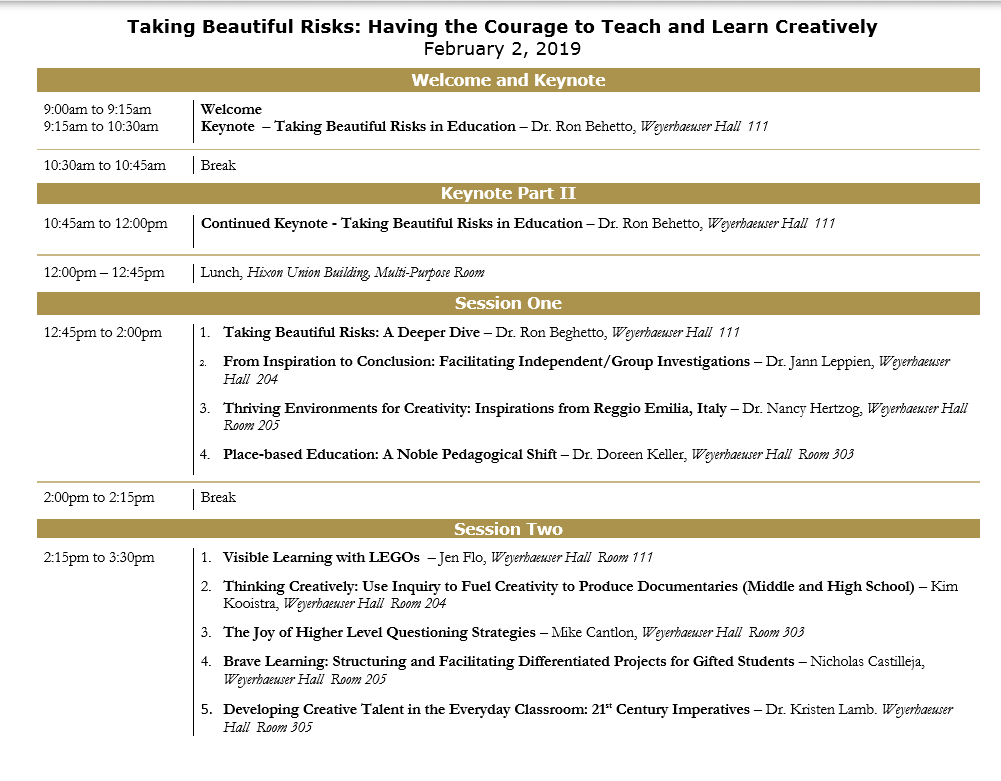 Taking Beautiful Risks: Having the Courage to Teach and Learn Creatively
February 2, 2019
Welcome and Keynote
9:00am to 9:15am Welcome
9:15am to 10:30am Keynote – Taking Beautiful Risks in Education – Dr. Ron Behetto, Weyerhaeuser Hall 111
10:30am to 10:45am Break
Keynote Part II
10:45am to 12:00pm Continued Keynote - Taking Beautiful Risks in Education – Dr. Ron Behetto, Weyerhaeuser Hall 111
12:00pm – 12:45pm Lunch, Hixon Union Building, Multi-Purpose Room
Session One
12:45pm to 2:00pm 1. Taking Beautiful Risks: A Deeper Dive – Dr. Ron Beghetto, Weyerhaeuser Hall 111
2. From Inspiration to Conclusion: Facilitating Independent/Group Investigations – Dr. Jann Leppien, Weyerhaeuser
Hall 204
3. Thriving Environments for Creativity: Inspirations from Reggio Emilia, Italy – Dr. Nancy Hertzog, Weyerhaeuser Hall
Room 205
4. Place-based Education: A Noble Pedagogical Shift – Dr. Doreen Keller, Weyerhaeuser Hall Room 303
2:00pm to 2:15pm Break
Session Two
2:15pm to 3:30pm 1. Visible Learning with LEGOs – Jen Flo, Weyerhaeuser Hall Room 111
2. Thinking Creatively: Use Inquiry to Fuel Creativity to Produce Documentaries (Middle and High School) – Kim
Kooistra, Weyerhaeuser Hall Room 204
3. The Joy of Higher Level Questioning Strategies – Mike Cantlon, Weyerhaeuser Hall Room 303
4. Brave Learning: Structuring and Facilitating Differentiated Projects for Gifted Students – Nicholas Castilleja,
Weyerhaeuser Hall Room 205
5. Developing Creative Talent in the Everyday Classroom: 21st Century Imperatives – Dr. Kristen Lamb. Weyerhaeuser
Hall Room 305